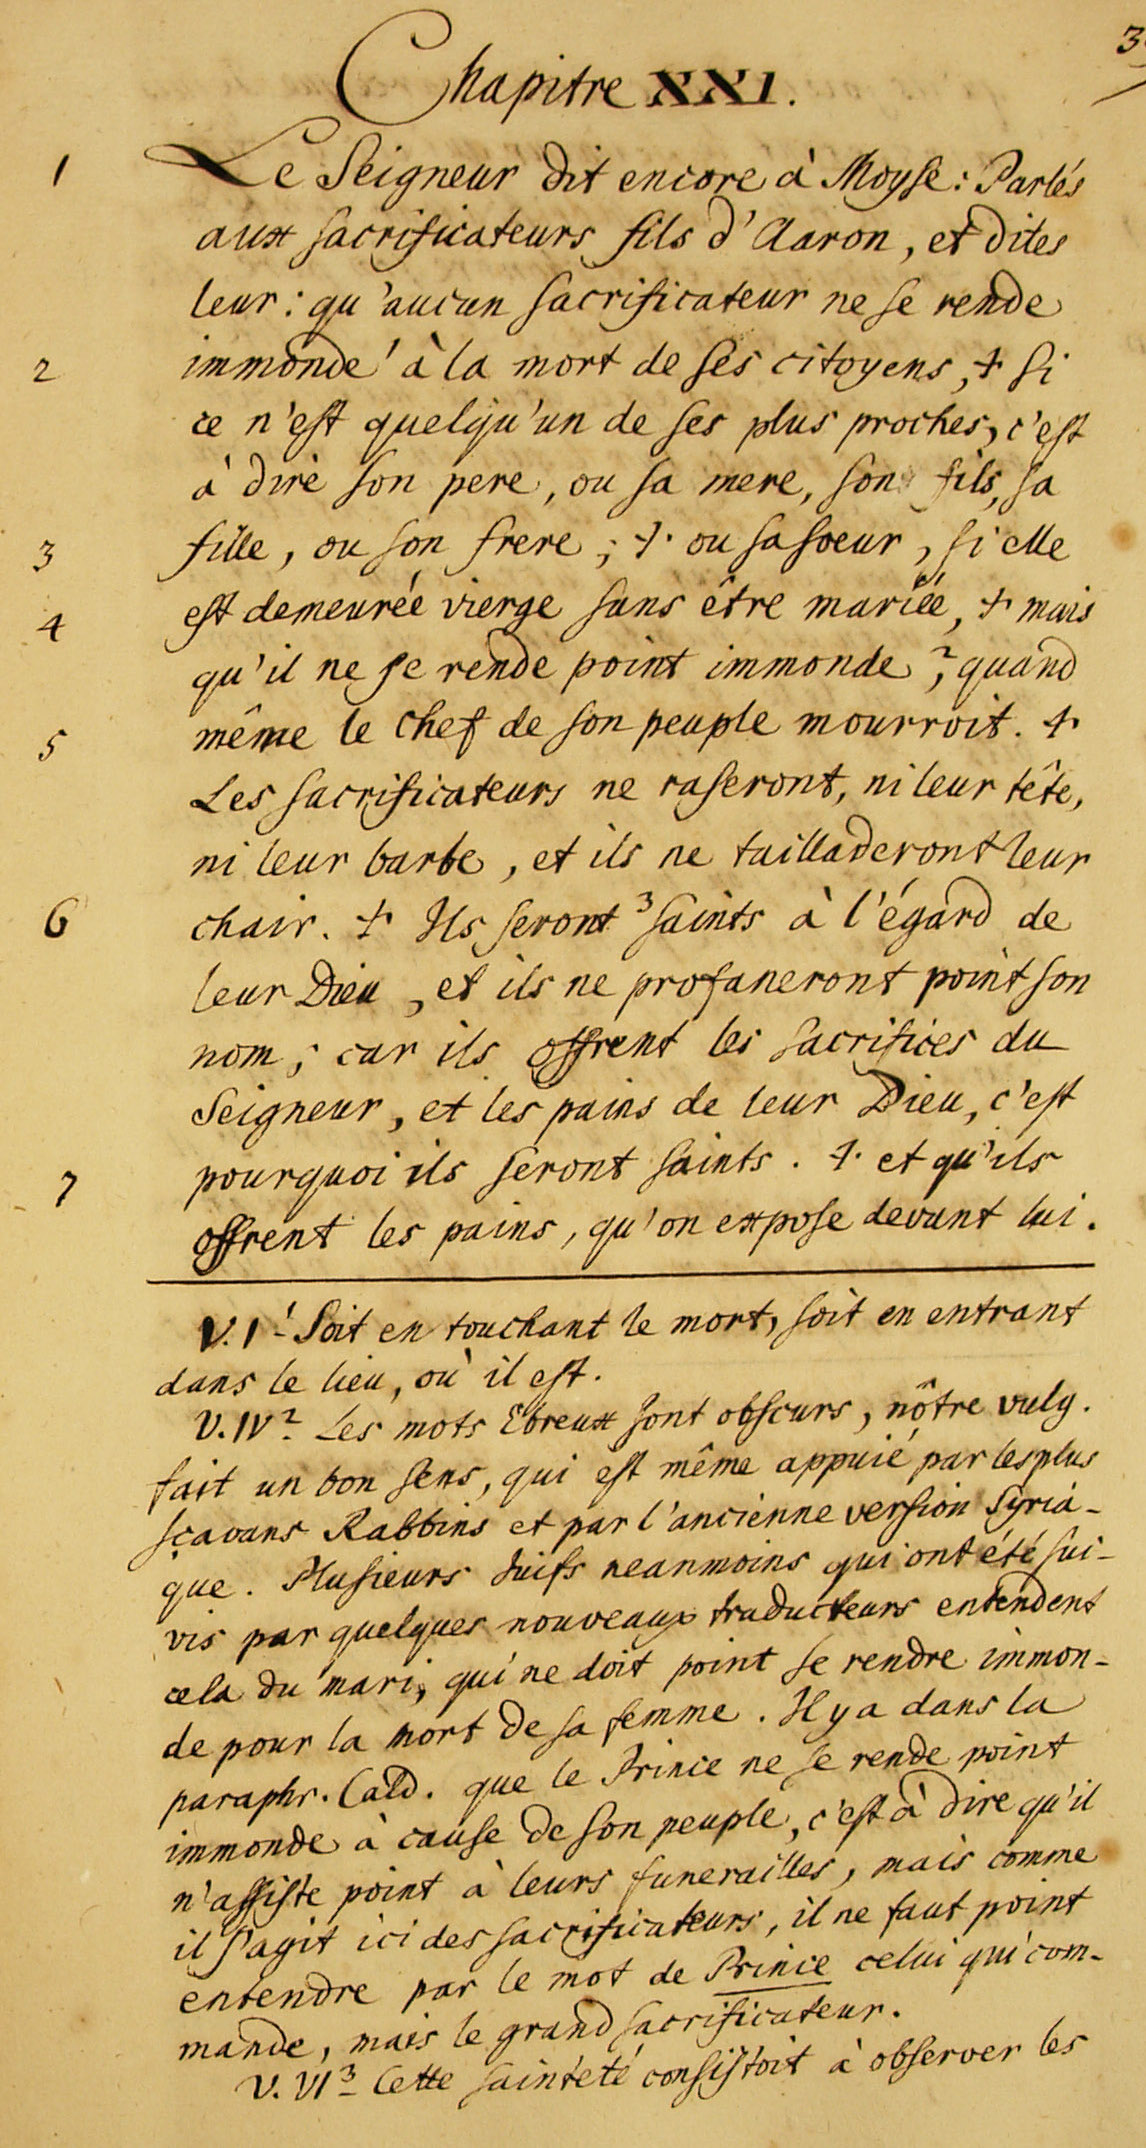 3
Chapitre XXI.
1 Le Seigneur dit encore à Moyse : Parlés
aux sacrificateurs fils d'Aaron, et dites
leur : qu'aucun sacrificateur ne se rende
2 immonde ¹ à la mort de ses citoyens, + si
ce n'est quelqu'un de ses plus proches, c'est
à dire son pere, ou sa mere, son fils, sa
3 fille, ou son frere ; + ou sa soeur, si elle
4 est demeurée vierge sans être mariée, + mais
qu'il ne se rende point immonde, ² quand
5 même le chef de son peuple mourroit. +
Les sacrificateurs ne raseront, ni leur tête,
ni leur barbe, et ils ne tailladeront leur
6 chair. + Ils seront ³ saints à l'égard de
leur Dieu, et ils ne profaneront point son
nom ; car ils offrent les sacrifices du
Seigneur, et les pains de leur Dieu, c'est
7 pourquoi ils seront saints. + et qu'ils
offrent les pains, qu'on expose devant lui.
V. I ¹ Soit en touchant le mort, soit en entrant
dans le lieu, où il est.
V. IV ² Les mots Ebreux sont obscurs, nôtre vulg.
fait un bon sens, qui est même appuié par les plus
sçavans Rabbins et par l'ancienne version Syria-
que. Plusieurs Juifs neanmoins qui ont été sui-
vis par quelques nouveaux traducteurs entendent
cela du mari, qui ne doit point se rendre immon-
de pour la mort de sa femme. Il y a dans la
paraphr. Cald. que le Prince ne se rende point
immonde à cause de son peuple, c'est à dire qu'il
n'assiste point à leurs funerailles, mais comme
il s'agit ici des sacrificateurs, il ne faut point
entendre par le mot de Prince celui qui com-
mande, mais le grand sacrificateur.
V. VI ³ Cette sainteté consistoit à observer les